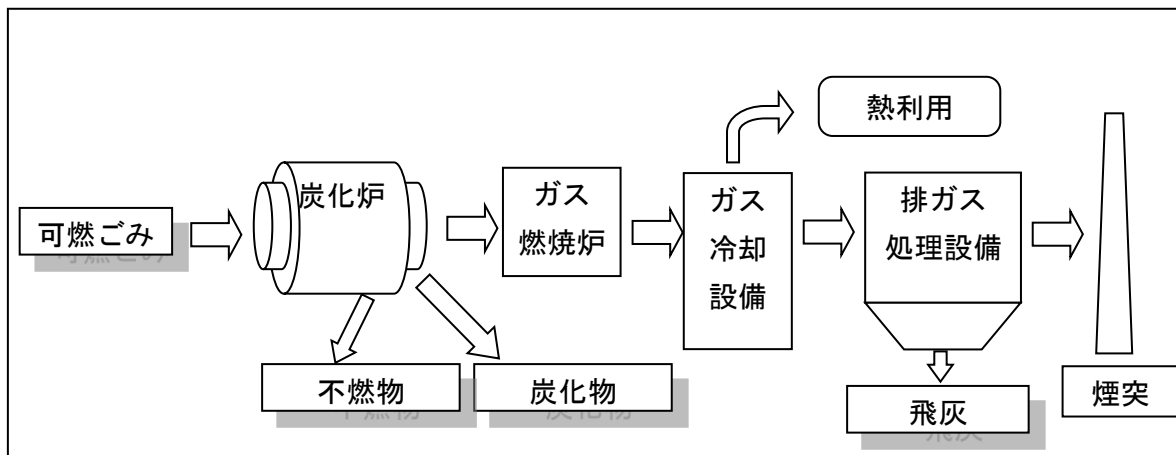 熱利用
炭化炉
ガス
燃焼炉
ガス
冷却
設備
排ガス
処理設備
可燃ごみ
不燃物
炭化物
飛灰
煙突